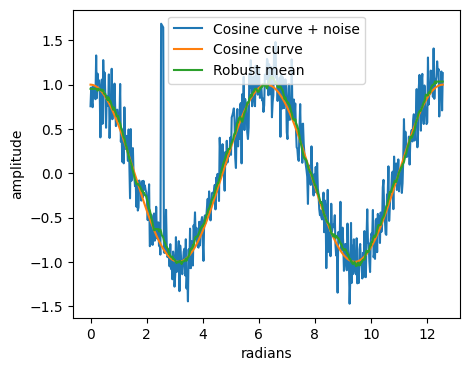 Cosine curve + noise
Cosine curve
Robust mean
amplitude
1.5
1.0
0.5
0.0
−0.5
−1.0
−1.5
0 2 4 6 8 10 12
radians